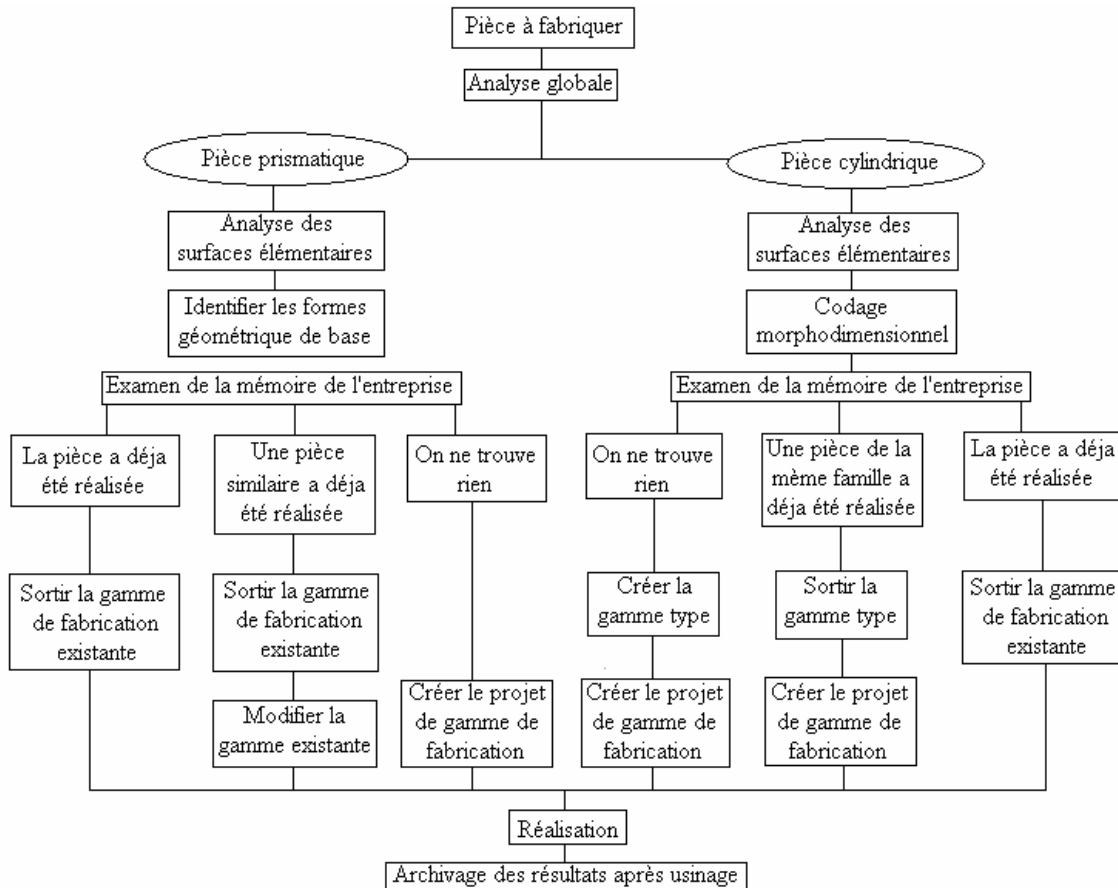 Pièce à fabriquer
Analyse globale
Pièce prismatique
Pièce cylindrique
Analyse des
surfaces élémentaires
Analyse des
surfaces élémentaires
Identifier les formes
géométrique de base
Codage
morphodimensionnel
Examen de la mémoire de l'entreprise
Examen de la mémoire de l'entreprise
La pièce a déja
été réalisée
Une pièce
similaire a déja
été réalisée
On ne trouve
rien
On ne trouve
rien
Une pièce de la
mème famille a
déja été réalisée
La pièce a déja
été réalisée
Sortir la gamme
de fabrication
existante
Sortir la gamme
de fabrication
existante
Créer la
gamme type
Sortir la
gamme type
Sortir la gamme
de fabrication
existante
Modifier la
gamme existante
Créer le projet
de gamme de
fabrication
Créer le projet
de gamme de
fabrication
Créer le projet
de gamme de
fabrication
Réalisation
Archivage des résultats après usinage